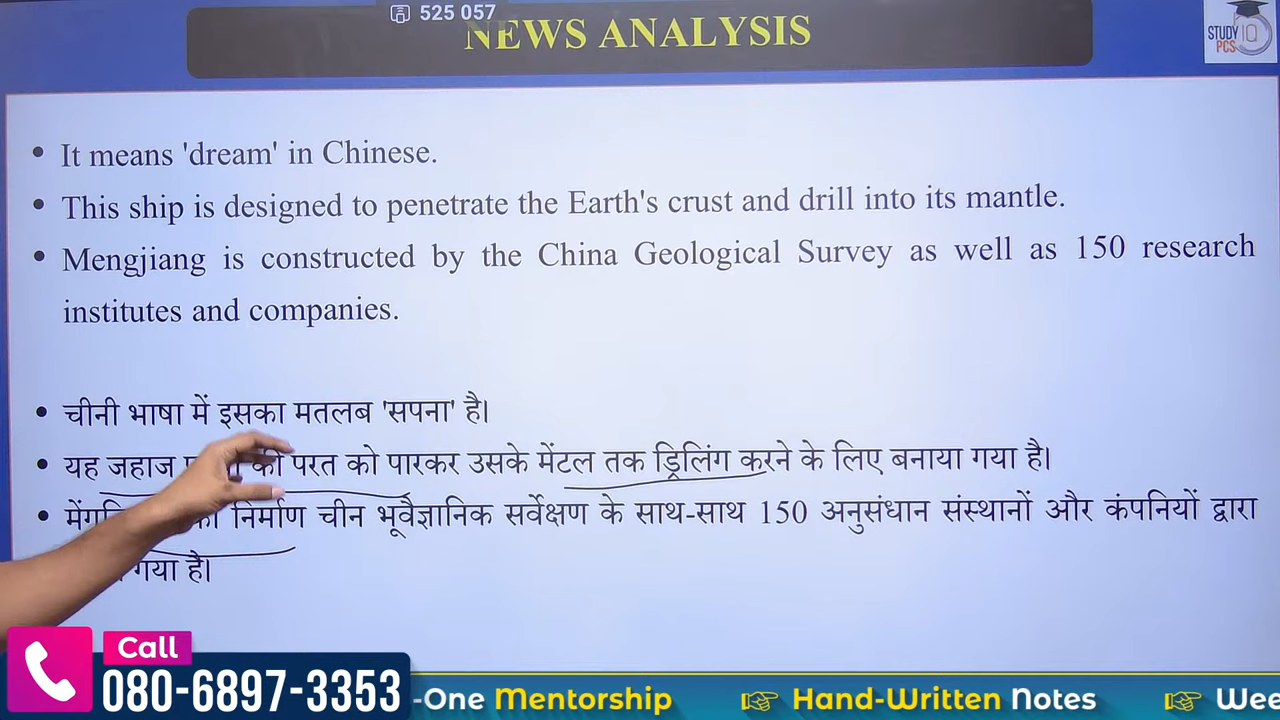 525 057
NEWS ANALYSIS
STUDY IQ
PCS
• It means 'dream' in Chinese.
• This ship is designed to penetrate the Earth's crust and drill into its mantle.
• Mengjiang is constructed by the China Geological Survey as well as 150 research
institutes and companies.
• चीनी भाषा में इसका मतलब 'सपना' है।
• यह जहाज की परत को पारकर उसके मेंटल तक ड्रिलिंग करने के लिए बनाया गया है।
• निर्माण चीन भूवैज्ञानिक सर्वेक्षण के साथ-साथ 150 अनुसंधान संस्थानों और कंपनियों द्वारा
गया है।
Call
080-6897-3353
-One Mentorship Hand-Written Notes